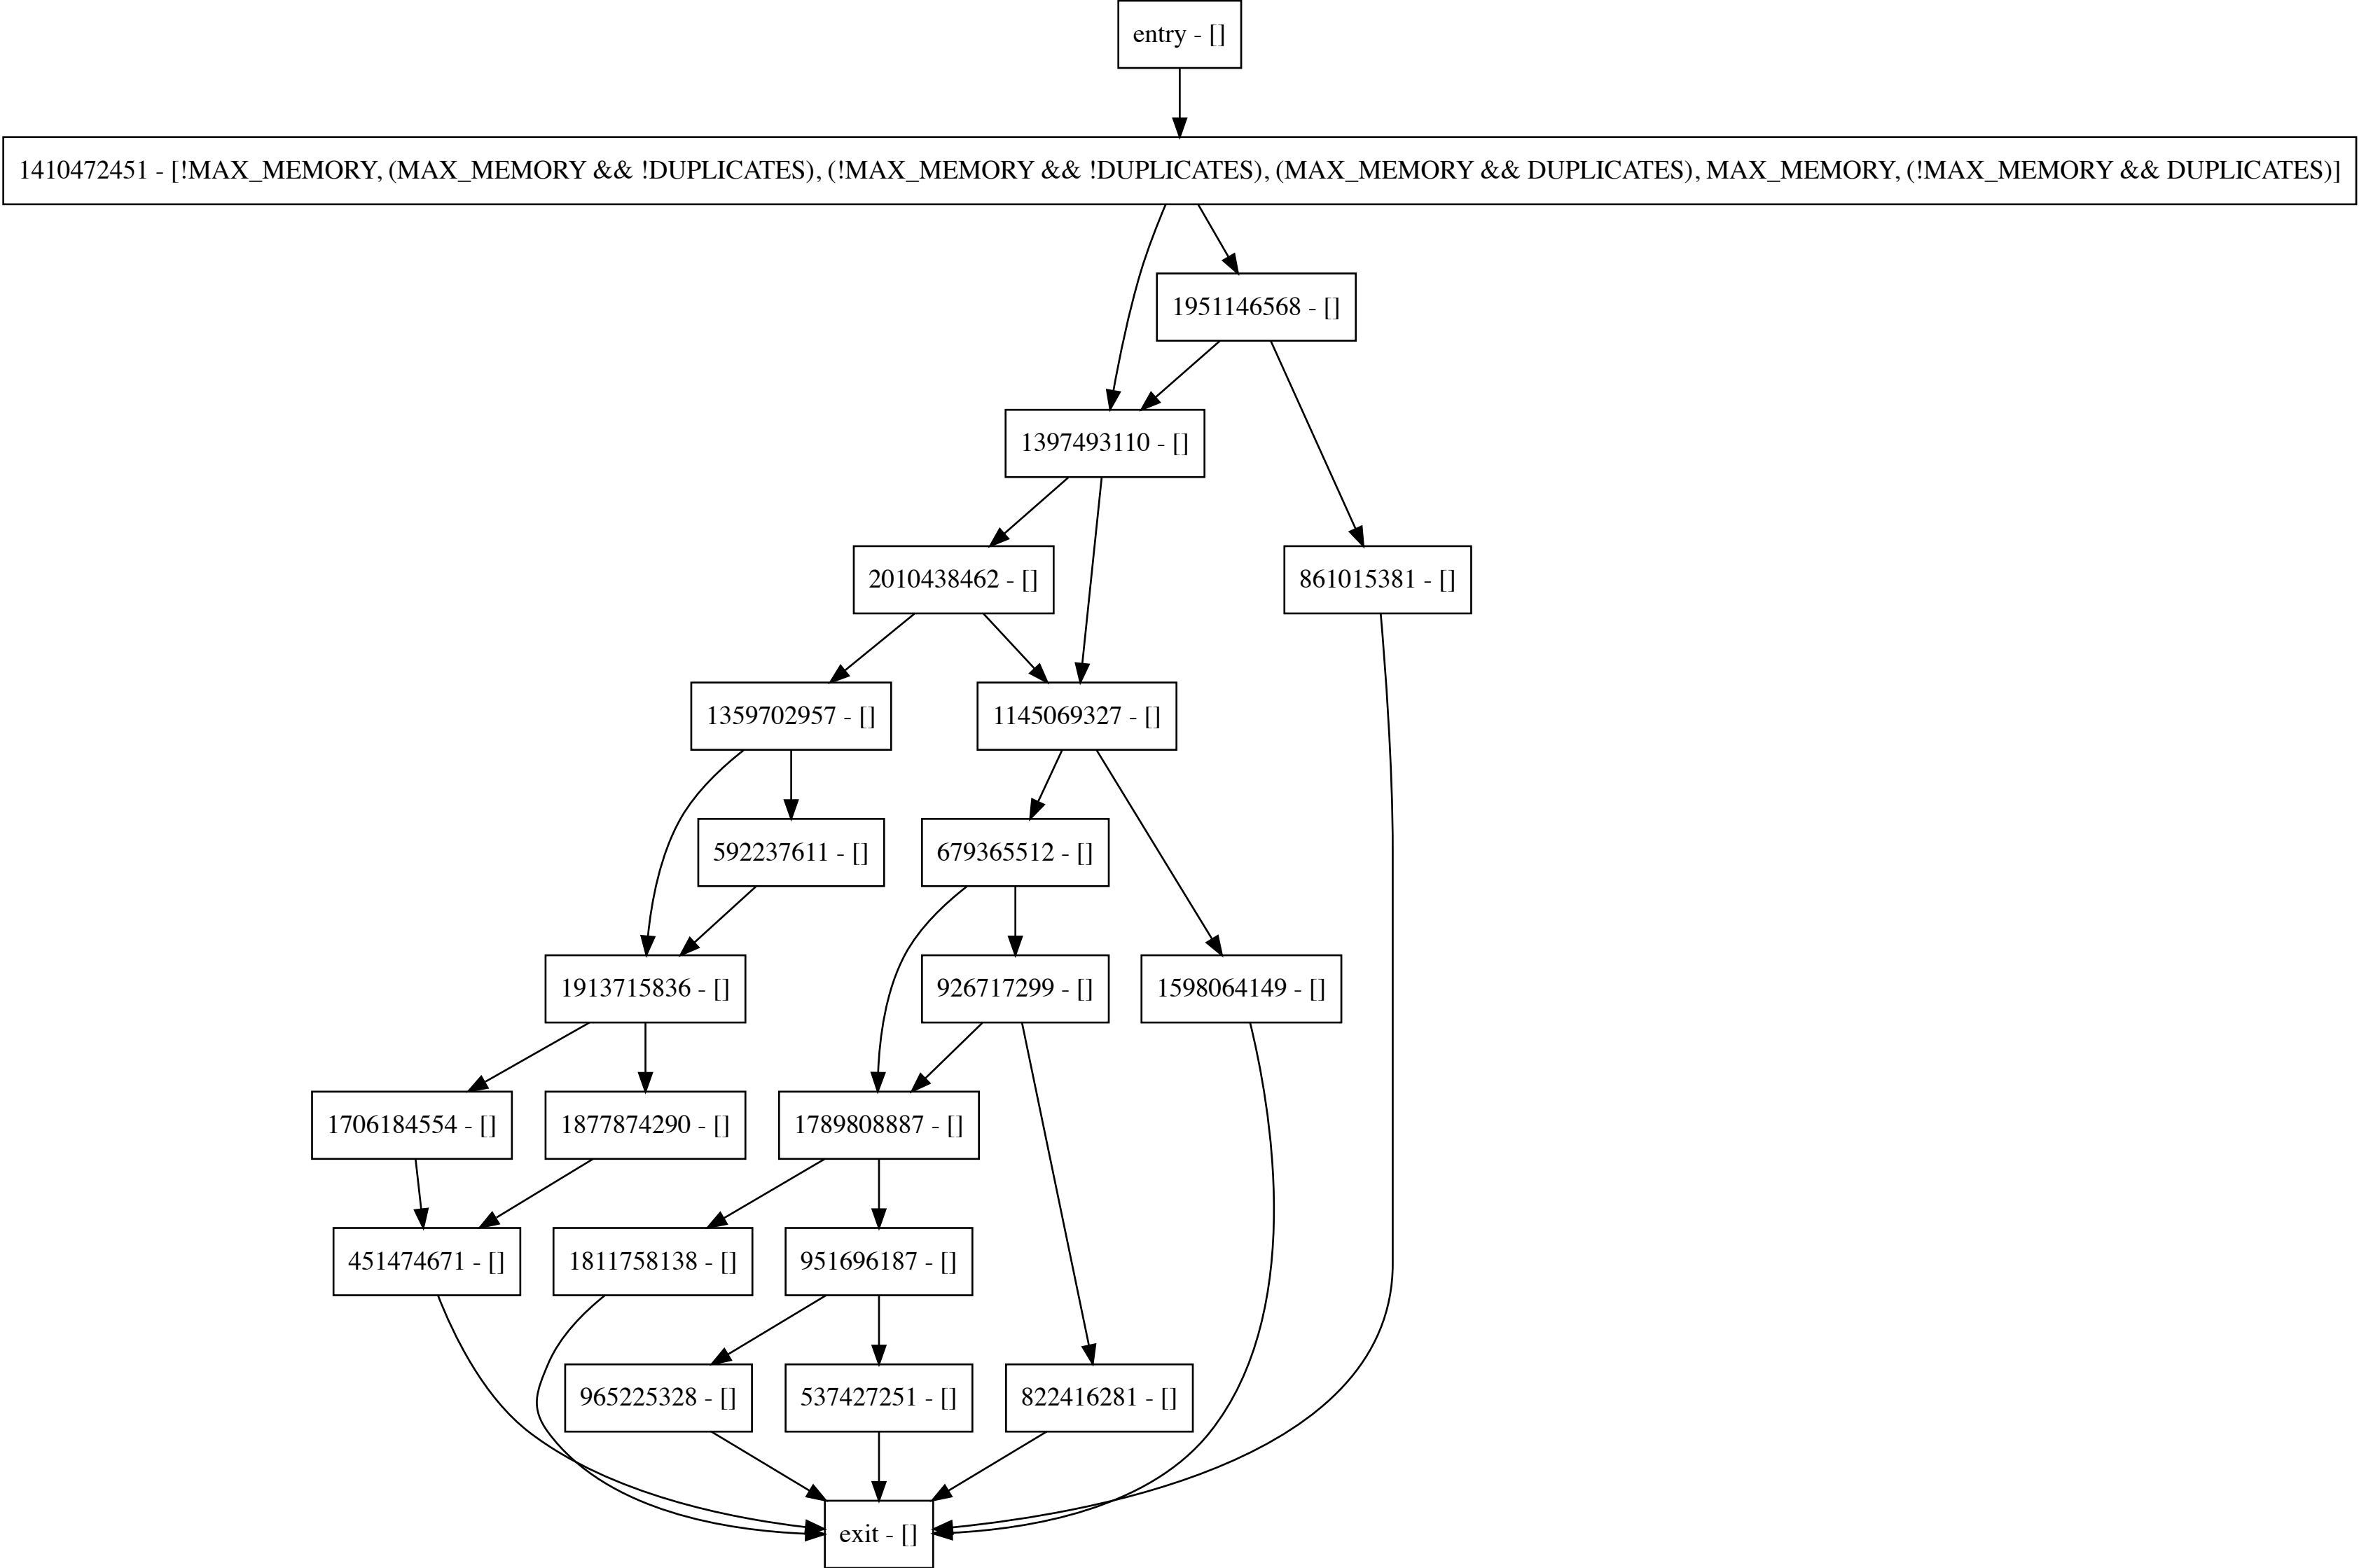 entry - []
1410472451 - [!MAX_MEMORY, (MAX_MEMORY && !DUPLICATES), (!MAX_MEMORY && !DUPLICATES), (MAX_MEMORY && DUPLICATES), MAX_MEMORY, (!MAX_MEMORY && DUPLICATES)]
1951146568 - []
1397493110 - []
2010438462 - []
861015381 - []
1359702957 - []
1145069327 - []
592237611 - []
679365512 - []
1913715836 - []
926717299 - []
1598064149 - []
1706184554 - []
1877874290 - []
1789808887 - []
451474671 - []
1811758138 - []
951696187 - []
965225328 - []
537427251 - []
822416281 - []
exit - []